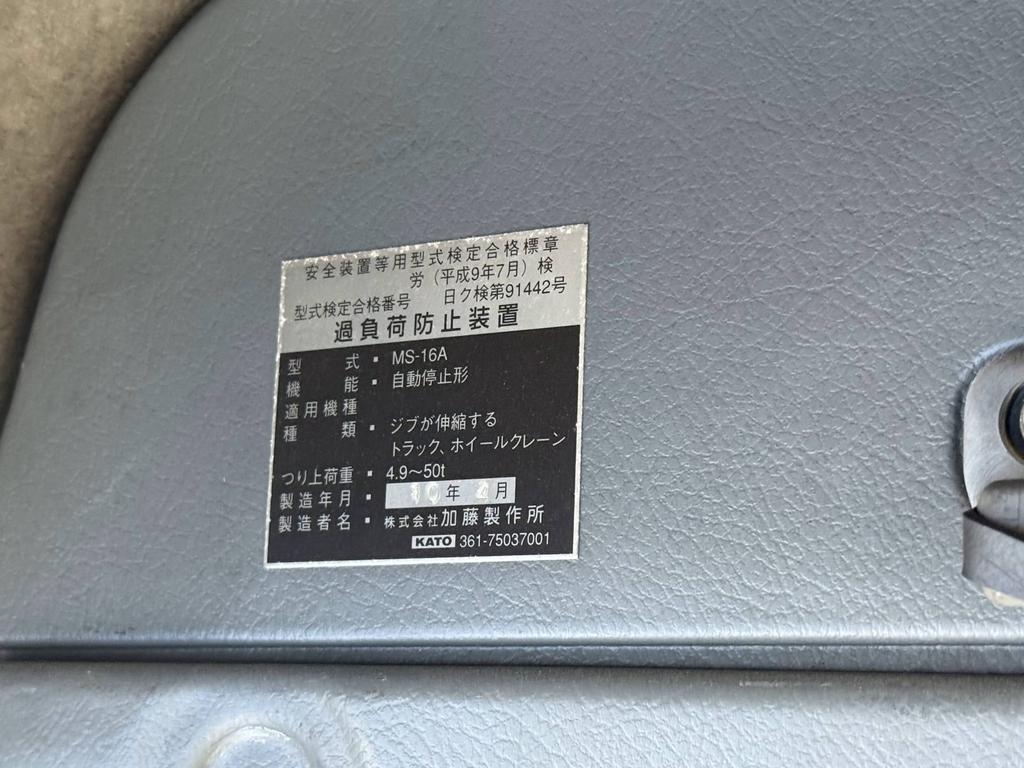 安全装置等用型式検定合格標章
労（平成9年7月）検
型式検定合格番号 日ク検第91442号
過負荷防止装置
型式・MS-16A
機能・自動停止形
適用機種
種類・ジブが伸縮する
トラック、ホイールクレーン
つり上荷重・4.9〜50t
製造年月・10年 月
製造者名・株式会社加藤製作所
KATO 361-75037001